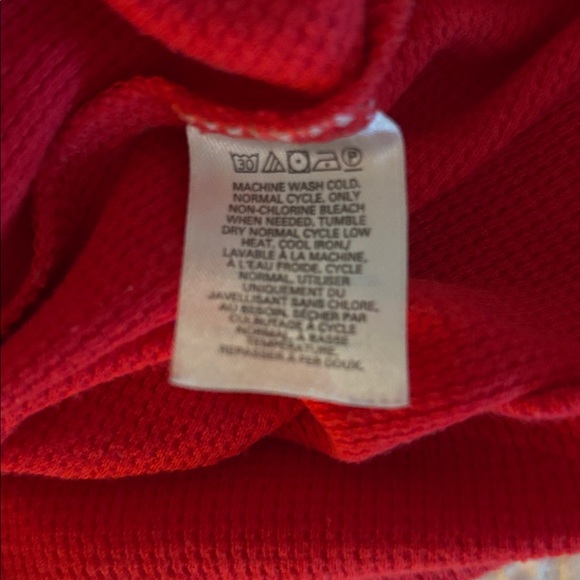 30 P
MACHINE WASH COLD.
NORMAL CYCLE, ONLY
NON-CHLORINE BLEACH
WHEN NEEDED, TUMBLE
DRY NORMAL CYCLE LOW
HEAT. COOL IRON./
LAVABLE À LA MACHINE,
À L'EAU FROIDE, CYCLE
NORMAL, UTILISER
UNIQUEMENT DU
JAVELLISANT SANS CHLORE,
AU BESOIN, SÉCHER PAR
CULBUTAGE À CYCLE
NORMAL, À BASSE
TEMPÉRATURE,
REPASSER À FER DOUX.